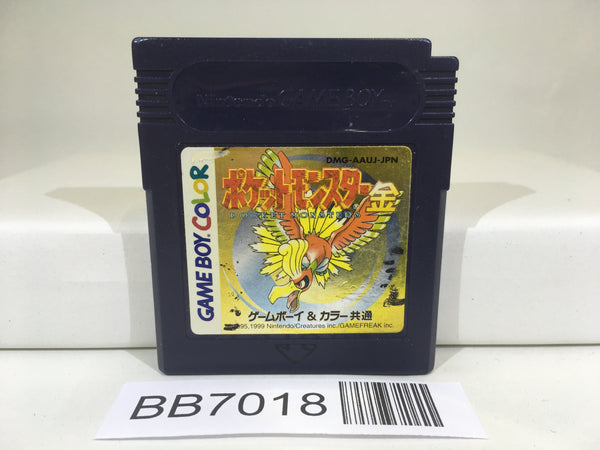 Nintendo GAME BOY
DMG-AAUJ-JPN
ポケットモンスター金
POCKET MONSTERS
GAME BOY COLOR
ゲームボーイ & カラー共通
1995,1999 Nintendo/Creatures inc./GAMEFREAK inc.
BB7018